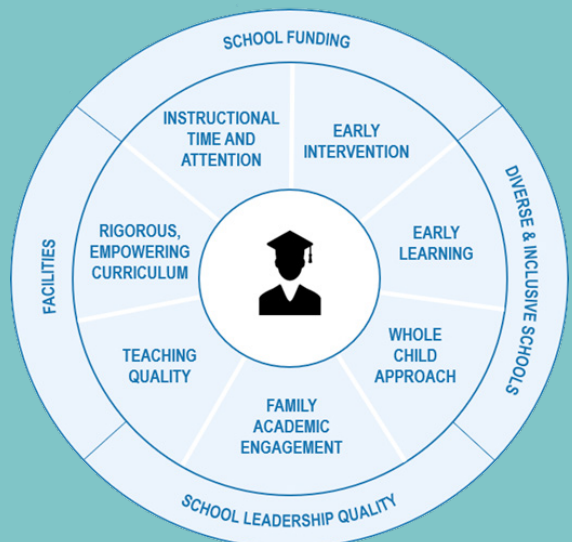 SCHOOL FUNDING
DIVERSE & INCLUSIVE SCHOOLS
SCHOOL LEADERSHIP QUALITY
FACILITIES
INSTRUCTIONAL
TIME AND
ATTENTION
EARLY
INTERVENTION
EARLY
LEARNING
WHOLE
CHILD
APPROACH
FAMILY
ACADEMIC
ENGAGEMENT
TEACHING
QUALITY
RIGOROUS,
EMPOWERING
CURRICULUM